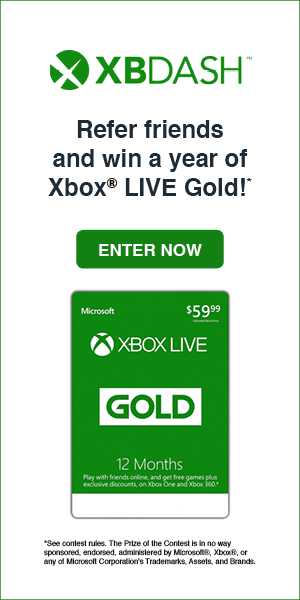 XBDASH™
Refer friends
and win a year of
Xbox® LIVE Gold!*
ENTER NOW
Microsoft
$59.99
Estimated Retail Price
XBOX LIVE
GOLD
12 Months
Play with friends online, and get free games plus
exclusive discounts, on Xbox One and Xbox 360.*
*See contest rules. The Prize of the Contest is in no way
sponsored, endorsed, administered by Microsoft®, Xbox®, or
any of Microsoft Corporation's Trademarks, Assets, and Brands.